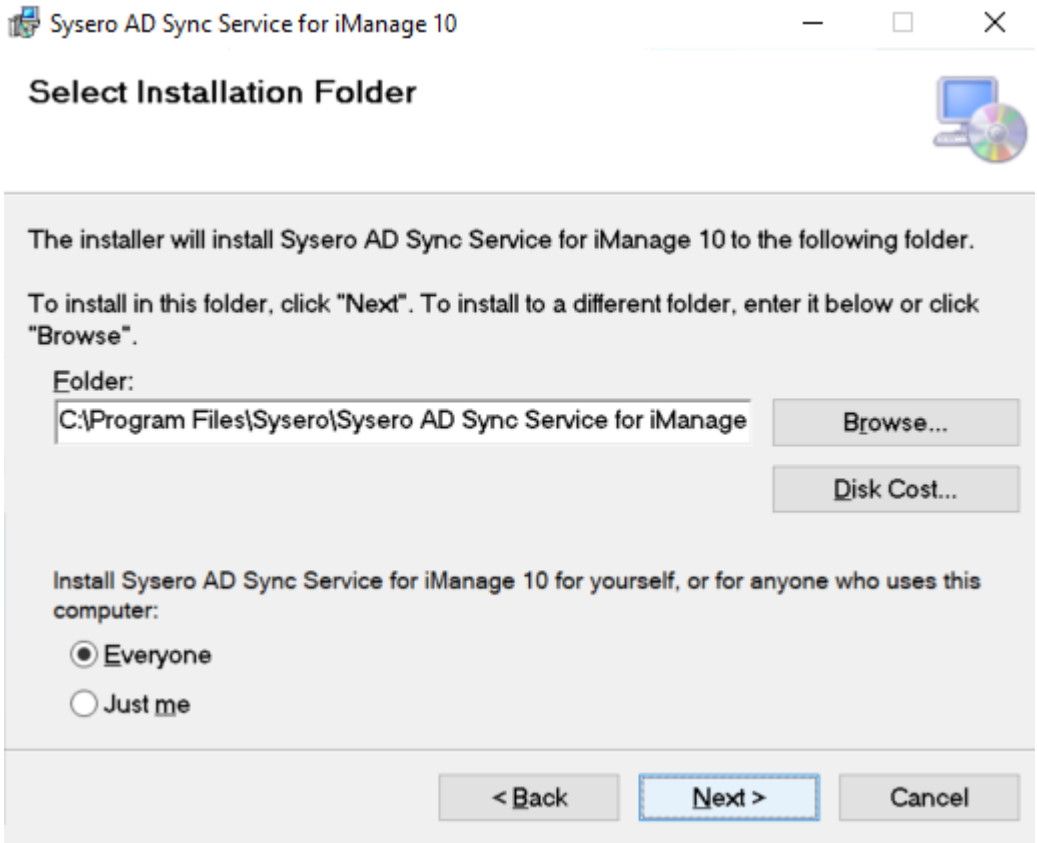 Sysero AD Sync Service for iManage 10
Select Installation Folder
The installer will install Sysero AD Sync Service for iManage 10 to the following folder.
To install in this folder, click "Next". To install to a different folder, enter it below or click
"Browse".
Folder:
C:\Program Files\Sysero\Sysero AD Sync Service for iManage
Browse...
Disk Cost...
Install Sysero AD Sync Service for iManage 10 for yourself, or for anyone who uses this
computer:
Everyone
Just me
< Back
Next >
Cancel